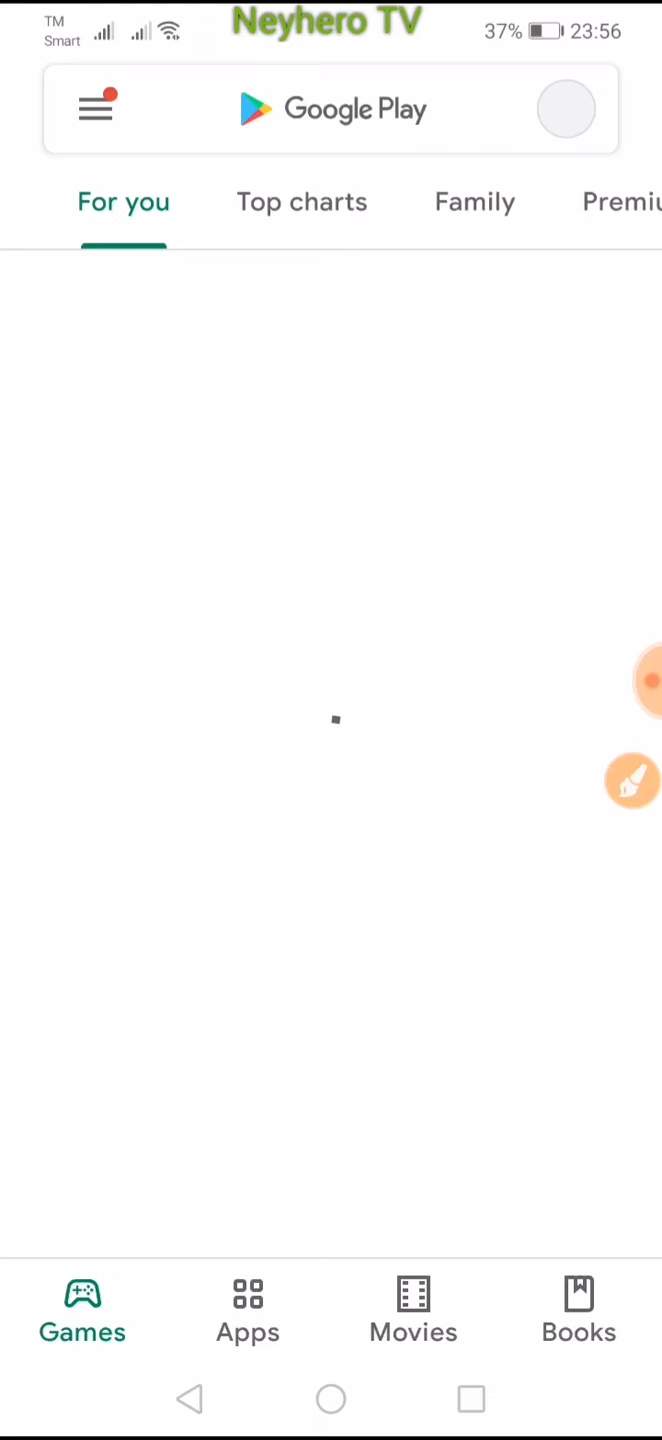 TM
Smart
Neyhero TV
37% 23:56
Google Play
For you Top charts Family Premiu
Games Apps Movies Books